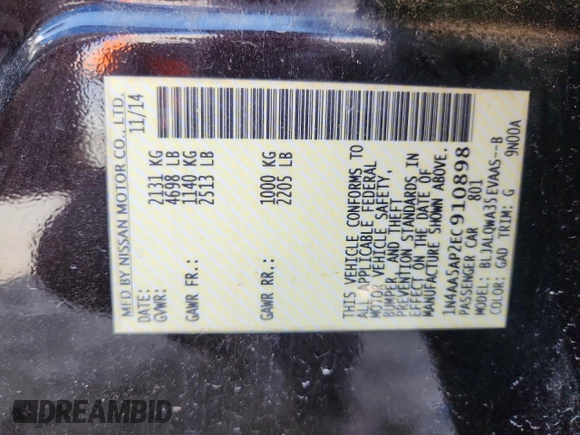 MFD BY NISSAN MOTOR CO., LTD.
DATE: 11/14
GVWR: 2131 KG
4698 LB
GAWR FR.: 1140 KG
2513 LB
GAWR RR.: 1000 KG
2205 LB
THIS VEHICLE CONFORMS TO
ALL APPLICABLE FEDERAL
MOTOR VEHICLE SAFETY,
BUMPER, AND THEFT
PREVENTION STANDARDS IN
EFFECT ON THE DATE OF
MANUFACTURE SHOWN ABOVE.
1N4AA5AP2EC910898
PASSENGER CAR 801
MODEL: BLJALQWA35EVAAS--B
COLOR: GAD TRIM: G 9N00A
DREAMBID